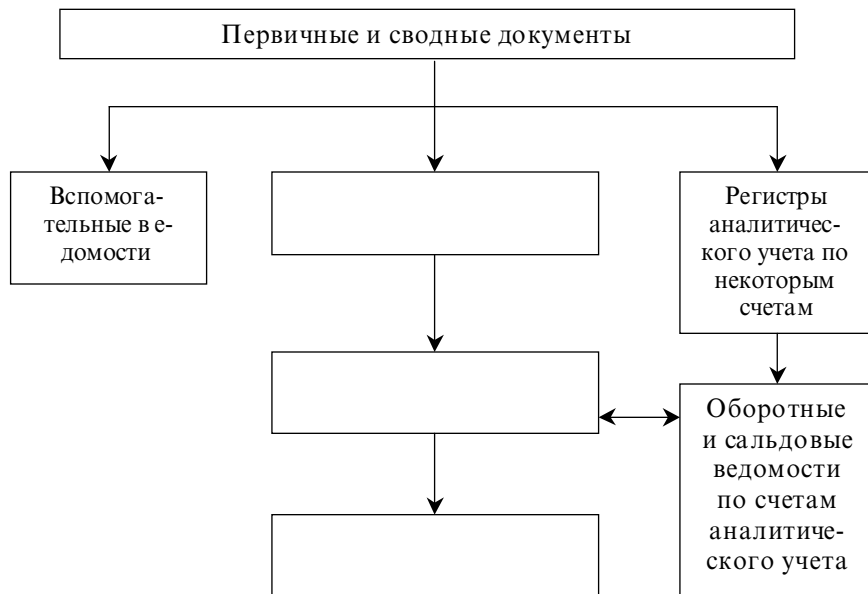 Первичные и сводные документы
Вспомога-
тельные ве-
домости
Регистры
аналитичес-
кого учета по
некоторым
счетам
Оборотные
и сальдовые
ведомости
по счетам
аналитиче-
ского учета